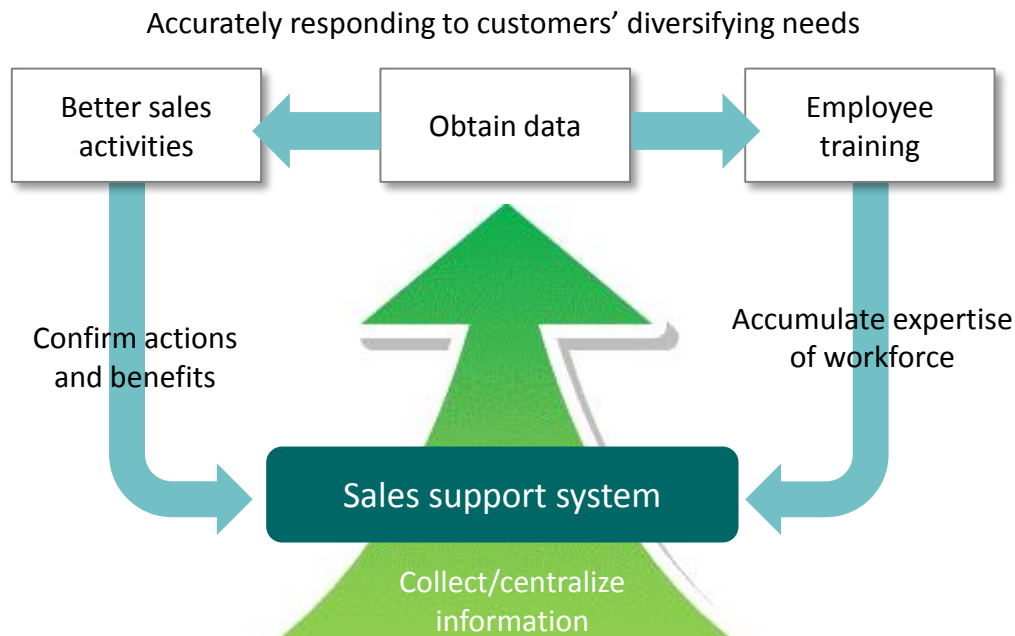 Accurately responding to customers’ diversifying needs
Better sales
activities
Obtain data
Employee
training
Confirm actions
and benefits
Accumulate expertise
of workforce
Sales support system
Collect/centralize
information